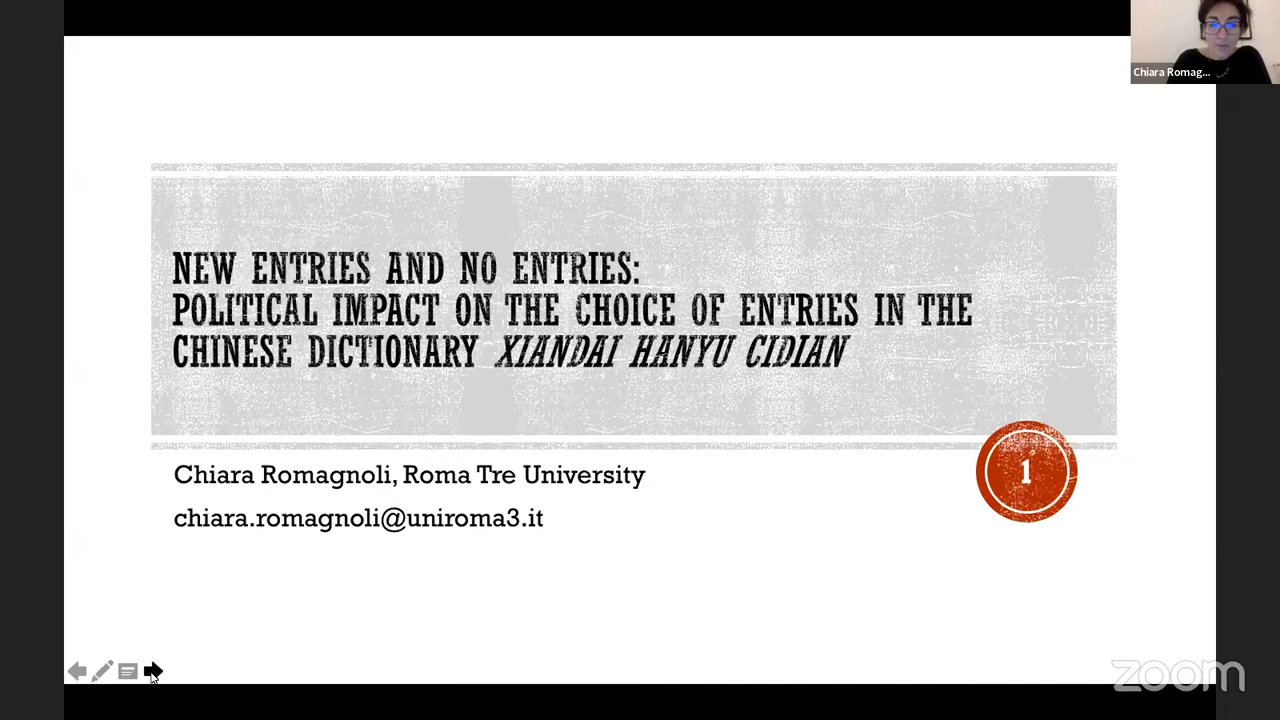 Chiara Romag...
NEW ENTRIES AND NO ENTRIES:
POLITICAL IMPACT ON THE CHOICE OF ENTRIES IN THE
CHINESE DICTIONARY XIANDAI HANYU CIDIAN
Chiara Romagnoli, Roma Tre University
1
chiara.romagnoli@uniroma3.it
zoom